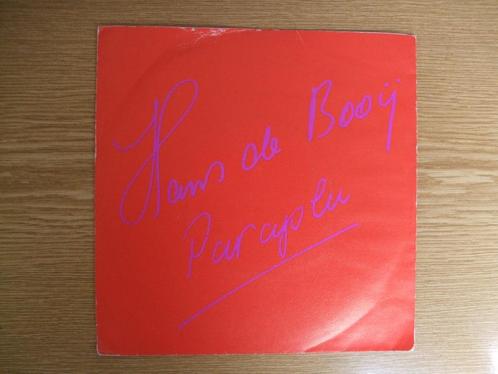 Hans de Booij
Paraplu